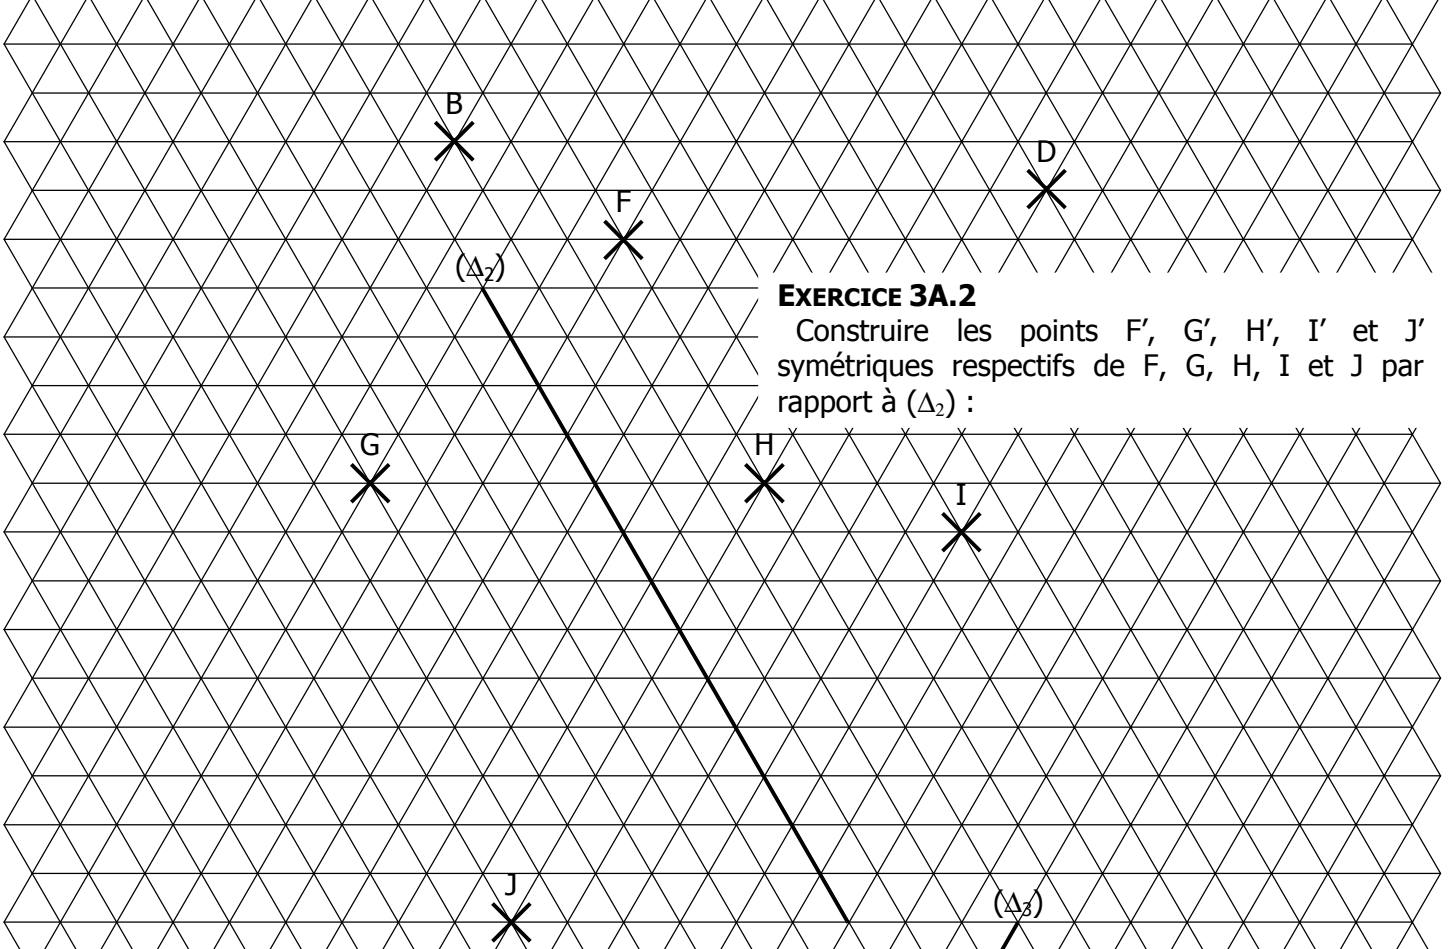 B
D
F
(Δ₂)
EXERCICE 3A.2
Construire les points F’, G’, H’, I’ et J’
symétriques respectifs de F, G, H, I et J par
rapport à (Δ₂) :
G
H
I
J
(Δ₃)